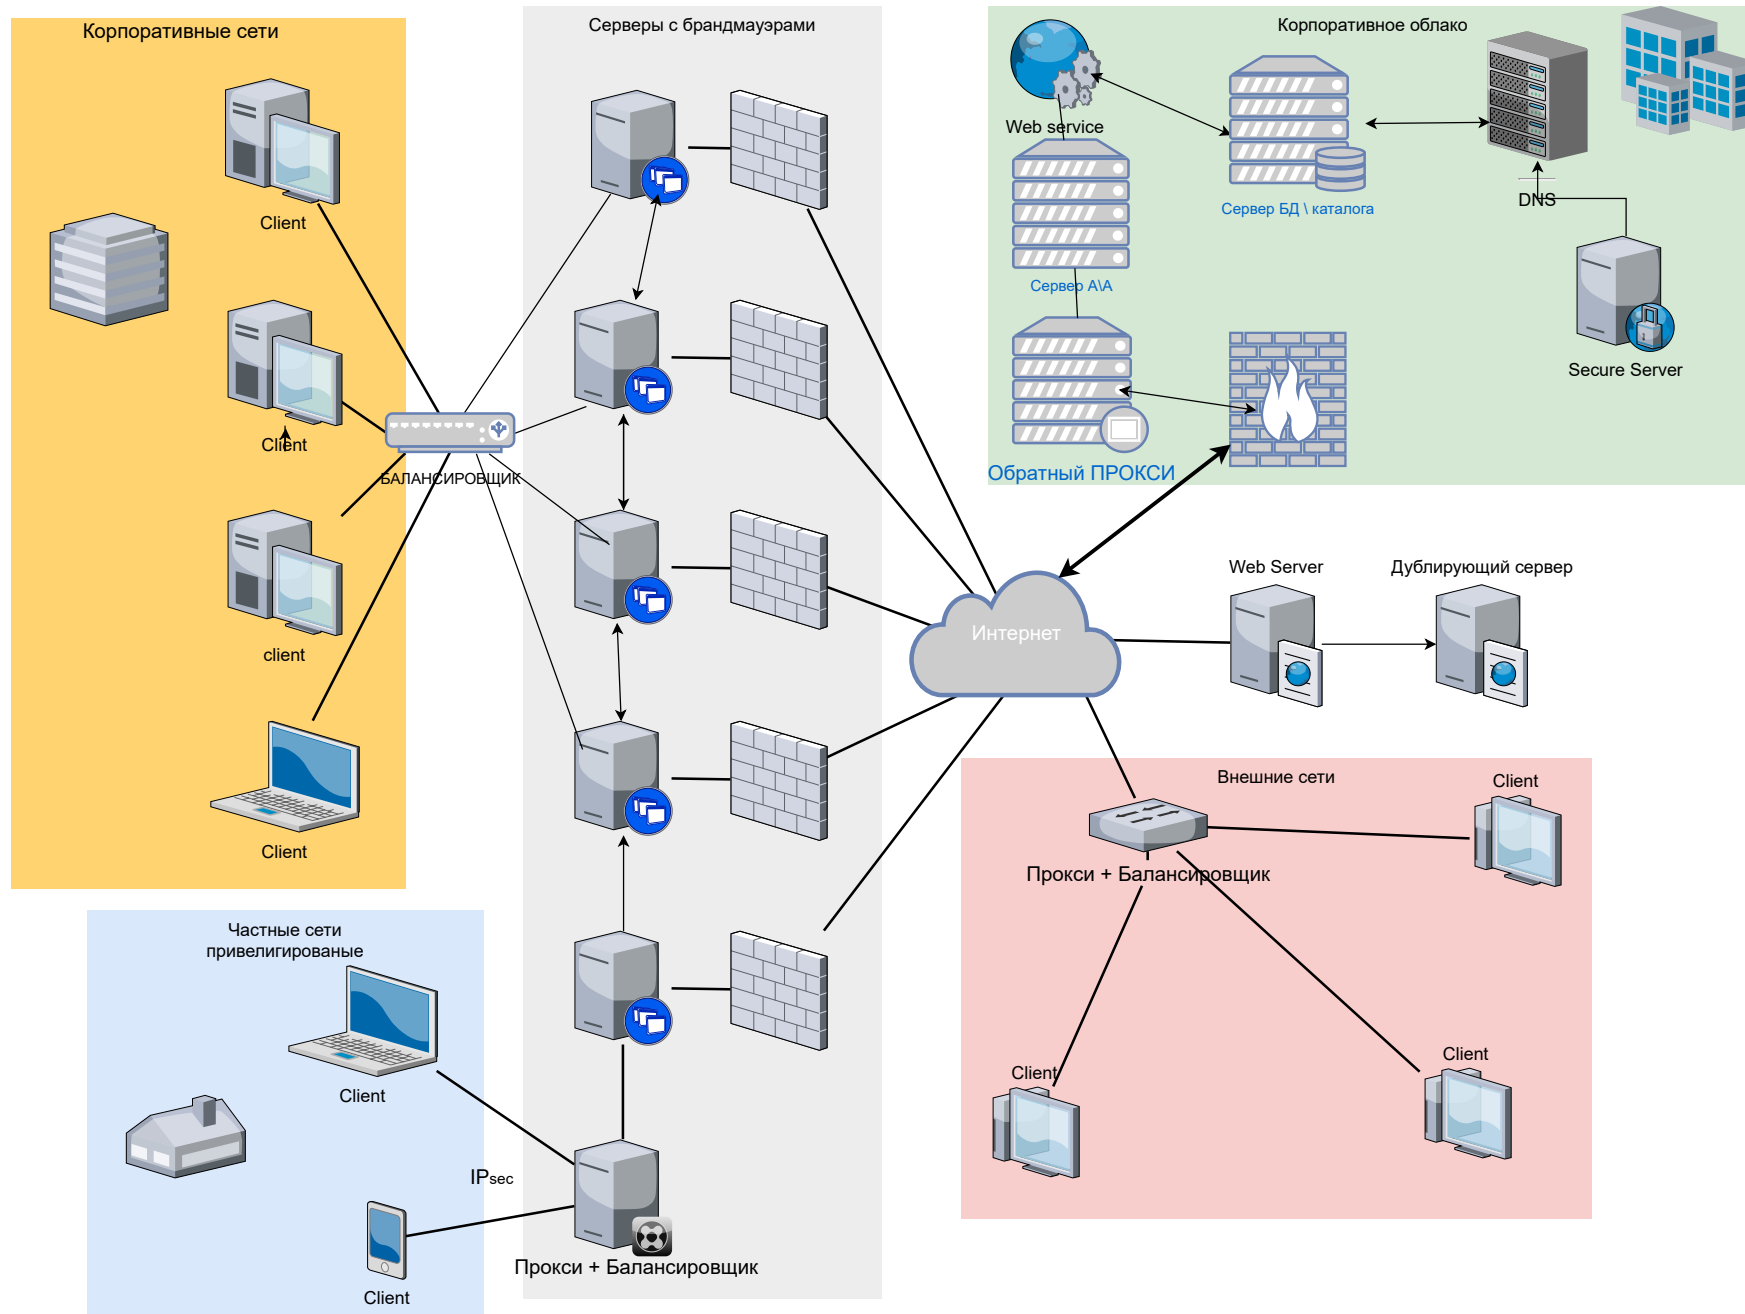 Корпоративные сети
Client
Client
client
Client
БАЛАНСИРОВЩИК
Частные сети
привелигированые
Client
IPsec
Client
Серверы с брандмауэрами
Прокси + Балансировщик
Корпоративное облако
Web service
Сервер БД \ каталога
DNS
Сервер А\А
Secure Server
Обратный ПРОКСИ
Интернет
Web Server
Дублирующий сервер
Внешние сети
Client
Прокси + Балансировщик
Client
Client